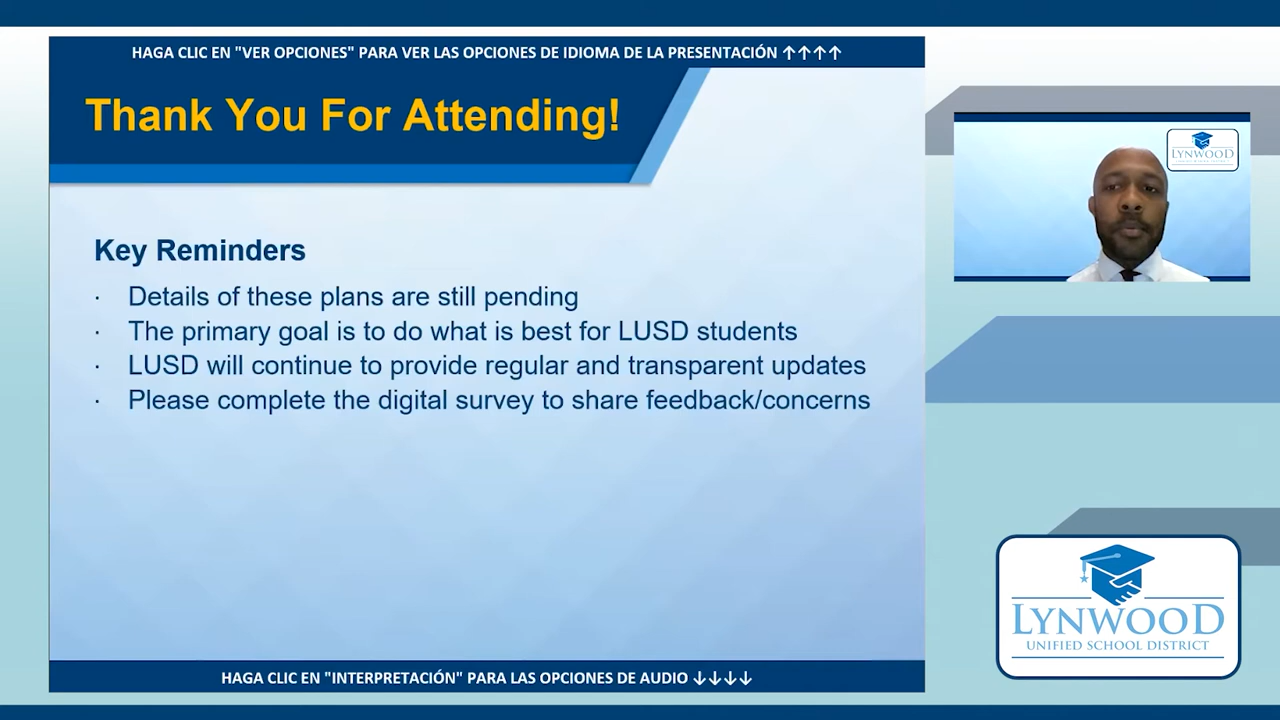 HAGA CLIC EN "VER OPCIONES" PARA VER LAS OPCIONES DE IDIOMA DE LA PRESENTACIÓN ↑↑↑↑
Thank You For Attending!
LYNWOOD
Key Reminders
· Details of these plans are still pending
· The primary goal is to do what is best for LUSD students
· LUSD will continue to provide regular and transparent updates
· Please complete the digital survey to share feedback/concerns
LYNWOOD
UNIFIED SCHOOL DISTRICT
HAGA CLIC EN "INTERPRETACIÓN" PARA LAS OPCIONES DE AUDIO ↓↓↓↓